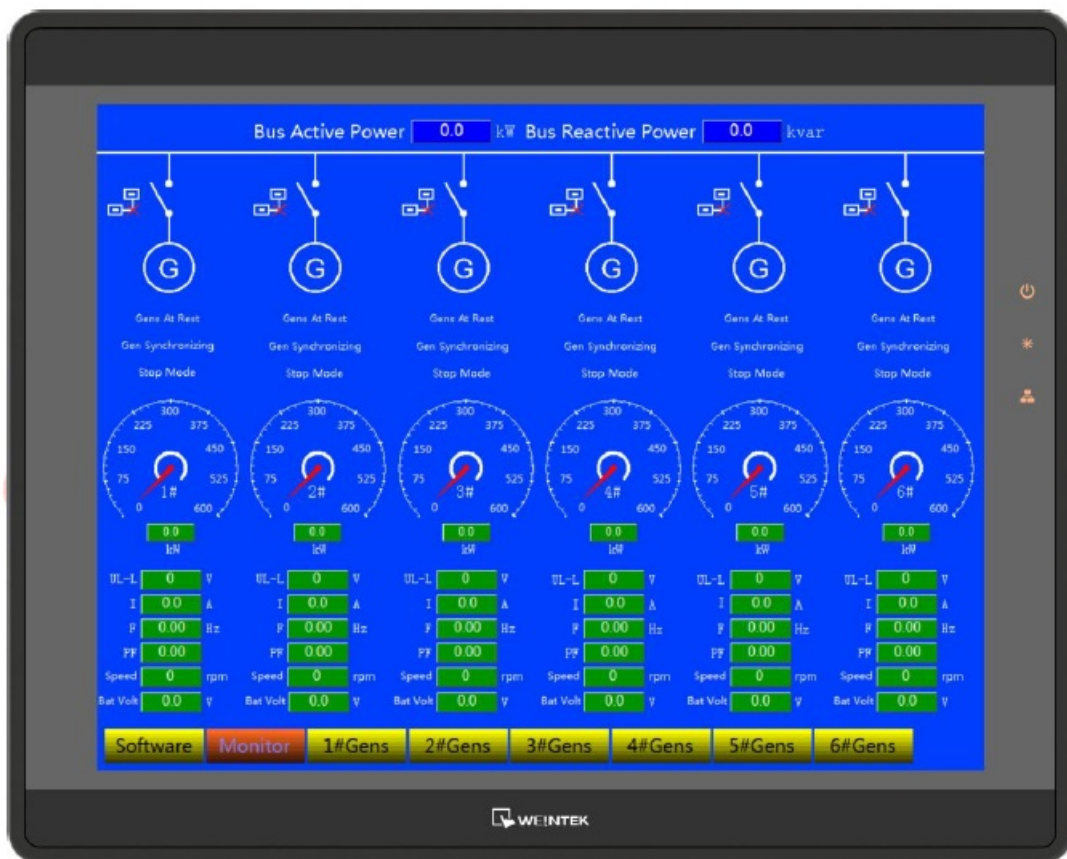 Bus Active Power 0.0 kW Bus Reactive Power 0.0 kvar
G G G G G G
Gens At Rest Gens At Rest Gens At Rest Gens At Rest Gens At Rest Gens At Rest
Gen Synchronizing Gen Synchronizing Gen Synchronizing Gen Synchronizing Gen Synchronizing Gen Synchronizing
Stop Mode Stop Mode Stop Mode Stop Mode Stop Mode Stop Mode
300 300 300 300 300 300
225 375 225 375 225 375 225 375 225 375 225 375
150 450 150 450 150 450 150 450 150 450 150 450
75 525 75 525 75 525 75 525 75 525 75 525
1# 2# 3# 4# 5# 6#
0 600 0 600 0 600 0 600 0 600 0 600
0.0 0.0 0.0 0.0 0.0 0.0
kW kW kW kW kW kW
UL-L 0 V UL-L 0 V UL-L 0 V UL-L 0 V UL-L 0 V UL-L 0 V
I 0.0 A I 0.0 A I 0.0 A I 0.0 A I 0.0 A I 0.0 A
F 0.00 Hz F 0.00 Hz F 0.00 Hz F 0.00 Hz F 0.00 Hz F 0.00 Hz
PF 0.00 PF 0.00 PF 0.00 PF 0.00 PF 0.00 PF 0.00
Speed 0 rpm Speed 0 rpm Speed 0 rpm Speed 0 rpm Speed 0 rpm Speed 0 rpm
Bat Volt 0.0 V Bat Volt 0.0 V Bat Volt 0.0 V Bat Volt 0.0 V Bat Volt 0.0 V Bat Volt 0.0 V
Software Monitor 1#Gens 2#Gens 3#Gens 4#Gens 5#Gens 6#Gens
WEINTEK